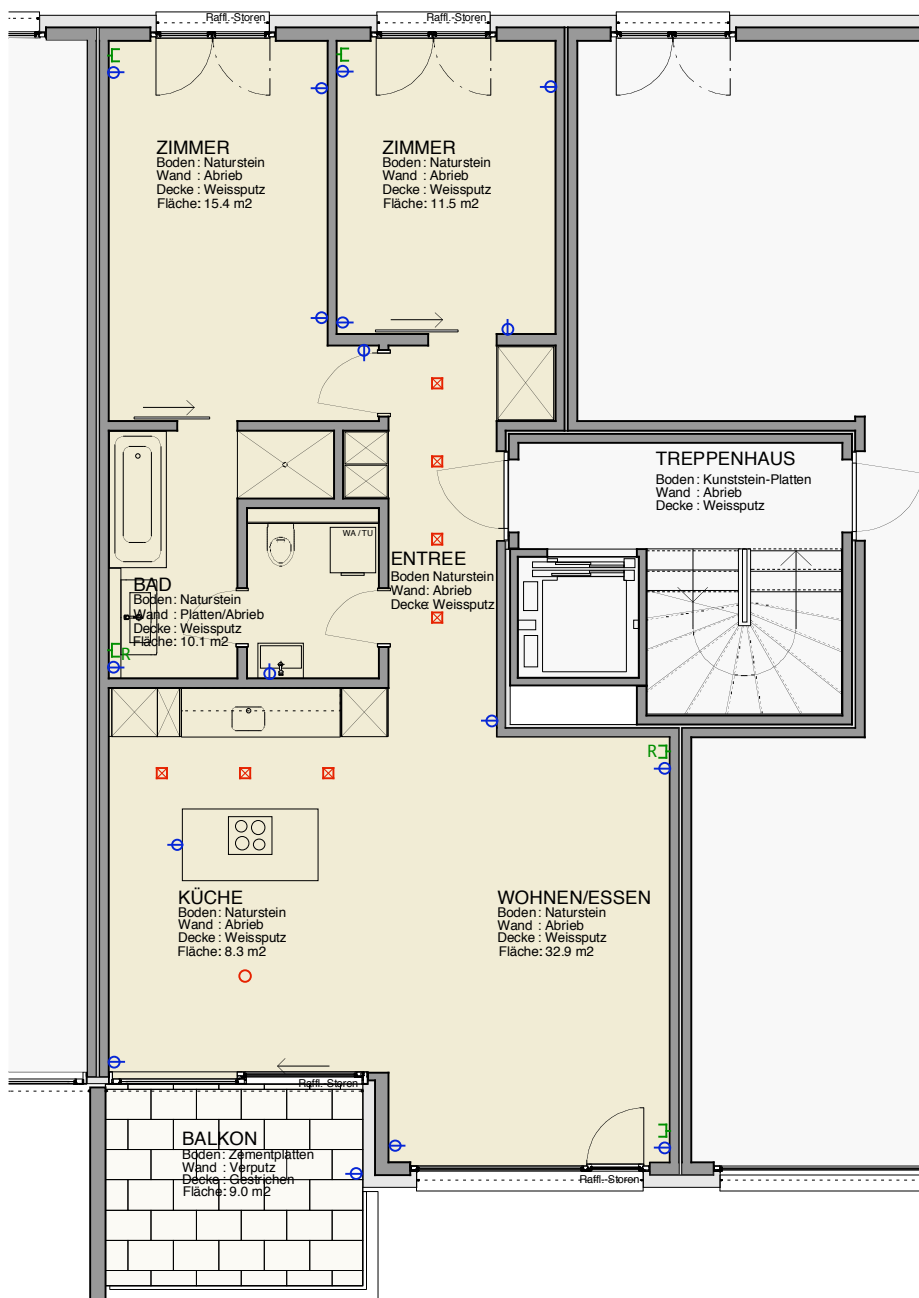 Raffl.-Storen
Raffl.-Storen
ZIMMER
Boden : Naturstein
Wand : Abrieb
Decke : Weissputz
Fläche: 15.4 m2
ZIMMER
Boden : Naturstein
Wand : Abrieb
Decke : Weissputz
Fläche: 11.5 m2
TREPPENHAUS
Boden : Kunststein-Platten
Wand : Abrieb
Decke : Weissputz
WA / TU
ENTREE
Boden Naturstein
Wand: Abrieb
Decke: Weissputz
BAD
Boden : Naturstein
Wand : Platten/Abrieb
Decke : Weissputz
Fläche: 10.1 m2
R
R
KÜCHE
Boden : Naturstein
Wand : Abrieb
Decke : Weissputz
Fläche: 8.3 m2
WOHNEN/ESSEN
Boden : Naturstein
Wand : Abrieb
Decke : Weissputz
Fläche: 32.9 m2
Raffl.-Storen
BALKON
Boden: Zementplatten
Wand : Verputz
Decke : Gestrichen
Fläche: 9.0 m2
Raffl.-Storen